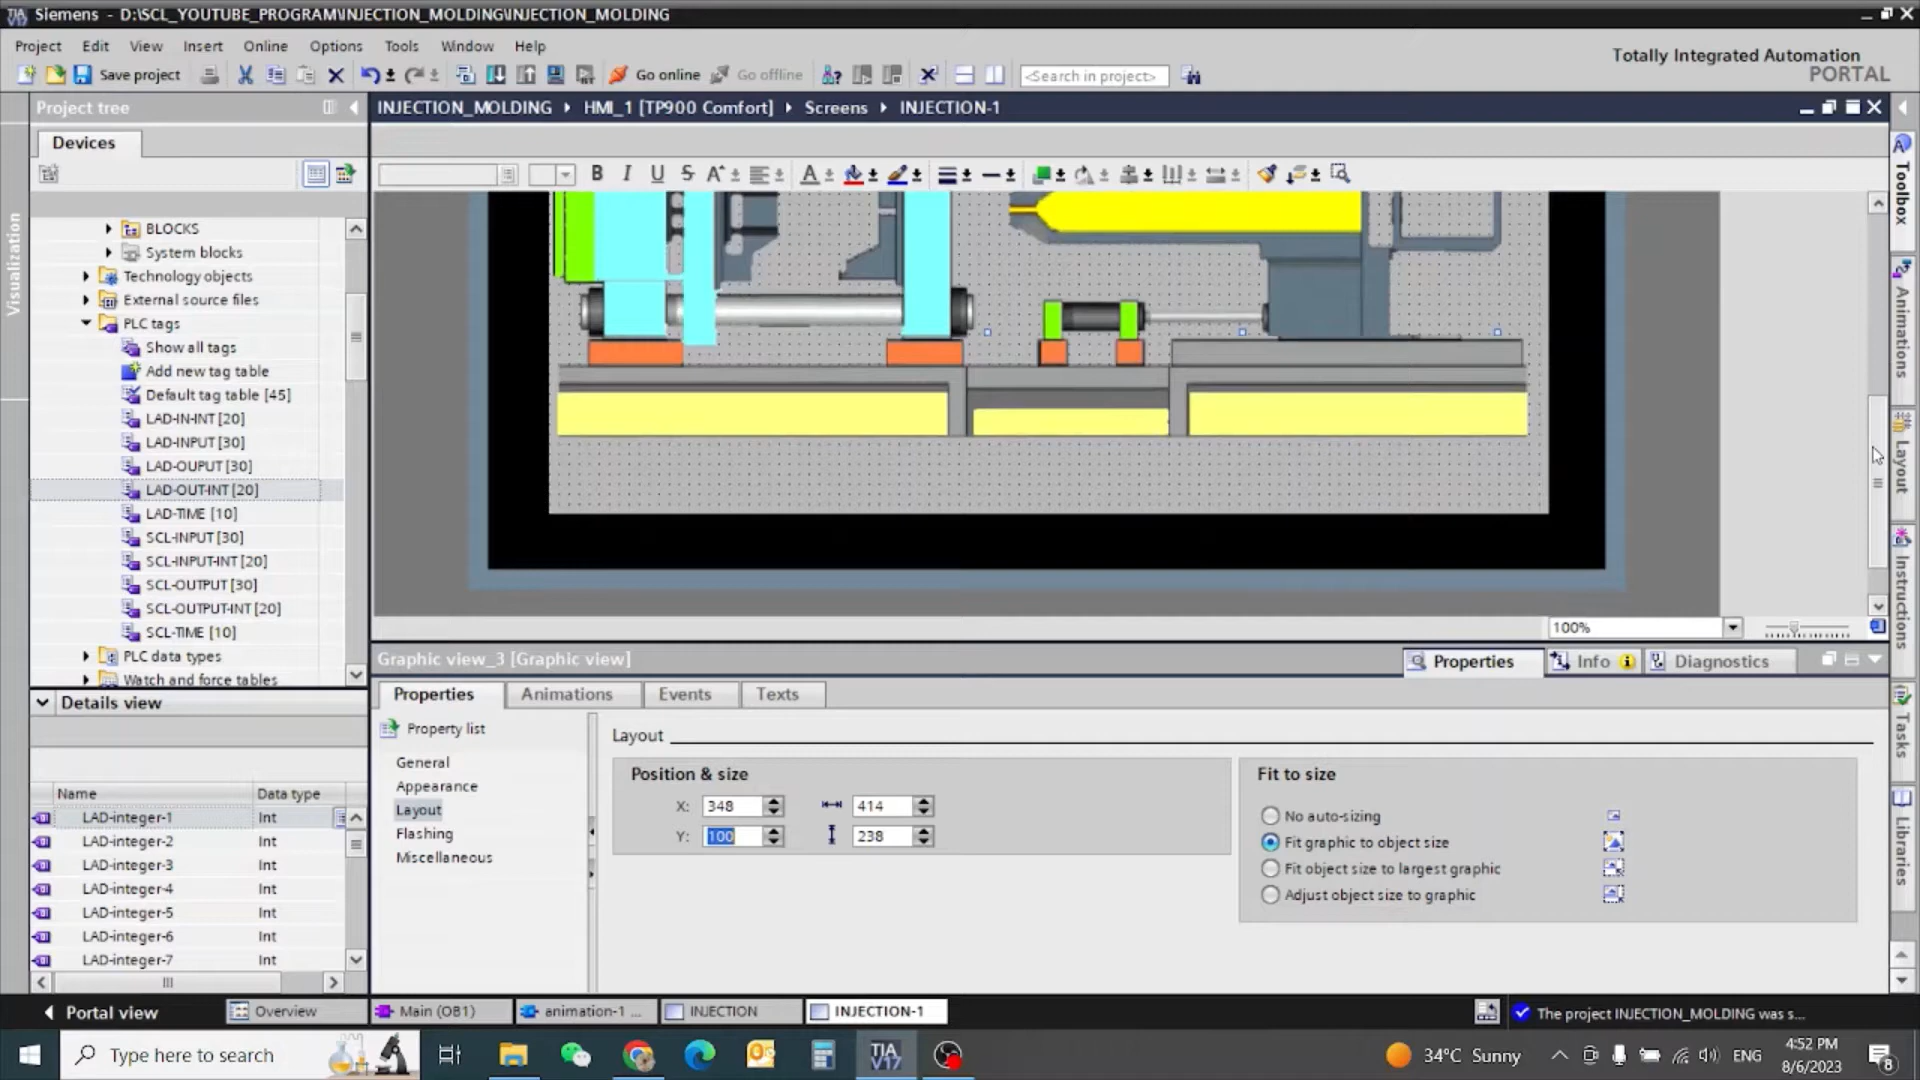 Siemens - D:\SCL_YOUTUBE_PROGRAM\INJECTION_MOLDING\INJECTION_MOLDING
Project Edit View Insert Online Options Tools Window Help
Totally Integrated Automation
PORTAL
Save project
Go online
Go offline
<Search in project>
Project tree
INJECTION_MOLDING HMI_1 [TP900 Comfort] Screens INJECTION-1
Devices
Visualization
BLOCKS
System blocks
Technology objects
External source files
PLC tags
Show all tags
Add new tag table
Default tag table [45]
LAD-IN-INT [20]
LAD-INPUT [30]
LAD-OUPUT [30]
LAD-OUT-INT [20]
LAD-TIME [10]
SCL-INPUT [30]
SCL-INPUT-INT [20]
SCL-OUTPUT [30]
SCL-OUTPUT-INT [20]
SCL-TIME [10]
PLC data types
Watch and force tables
Toolbox
Animations
Layout
Instructions
Tasks
Libraries
100%
Graphic view_3 [Graphic view]
Properties Info Diagnostics
Properties Animations Events Texts
Property list
General
Appearance
Layout
Flashing
Miscellaneous
Layout
Position & size
X: 348 414
Y: 100 238
Fit to size
No auto-sizing
Fit graphic to object size
Fit object size to largest graphic
Adjust object size to graphic
Details view
Name Data type
LAD-integer-1 Int
LAD-integer-2 Int
LAD-integer-3 Int
LAD-integer-4 Int
LAD-integer-5 Int
LAD-integer-6 Int
LAD-integer-7 Int
Portal view Overview Main (OB1) animation-1 ... INJECTION INJECTION-1 The project INJECTION_MOLDING was s...
Type here to search
TIA
V17
34°C Sunny
ENG
4:52 PM
8/6/2023
8